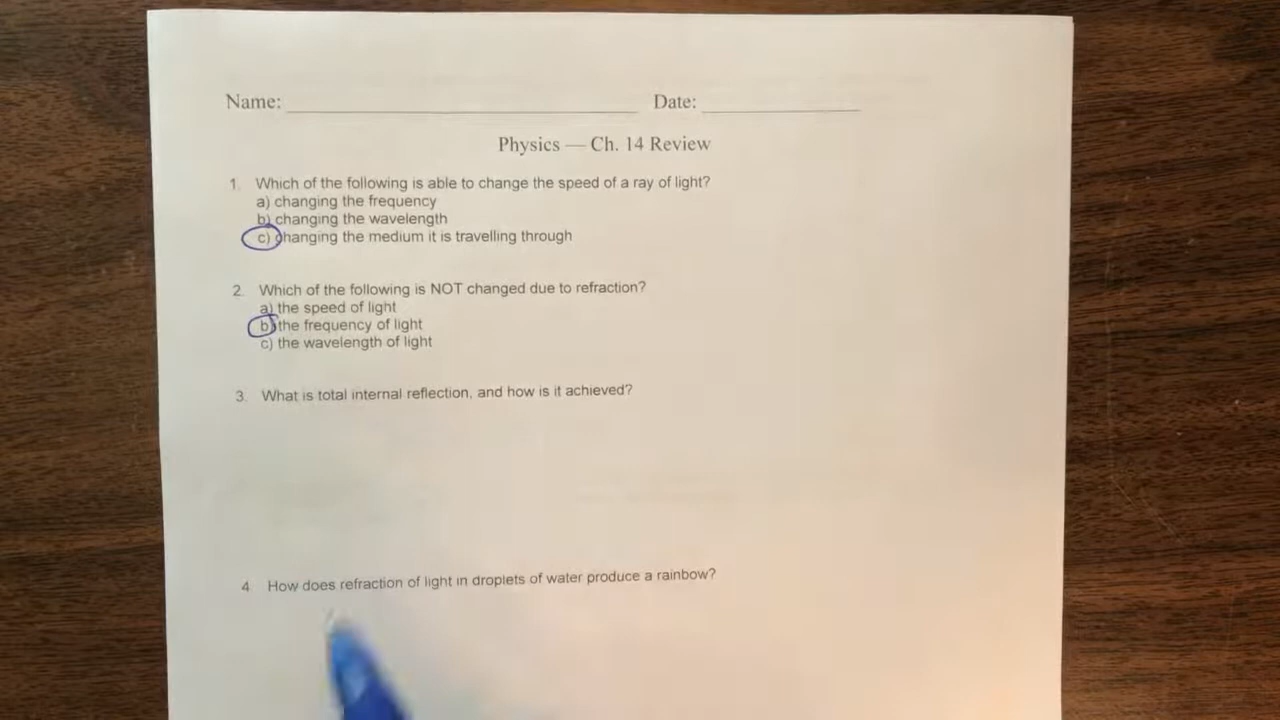 Name: ________ Date: ________
Physics — Ch. 14 Review
1. Which of the following is able to change the speed of a ray of light?
a) changing the frequency
b) changing the wavelength
c) changing the medium it is travelling through
2. Which of the following is NOT changed due to refraction?
a) the speed of light
b) the frequency of light
c) the wavelength of light
3. What is total internal reflection, and how is it achieved?
4 How does refraction of light in droplets of water produce a rainbow?